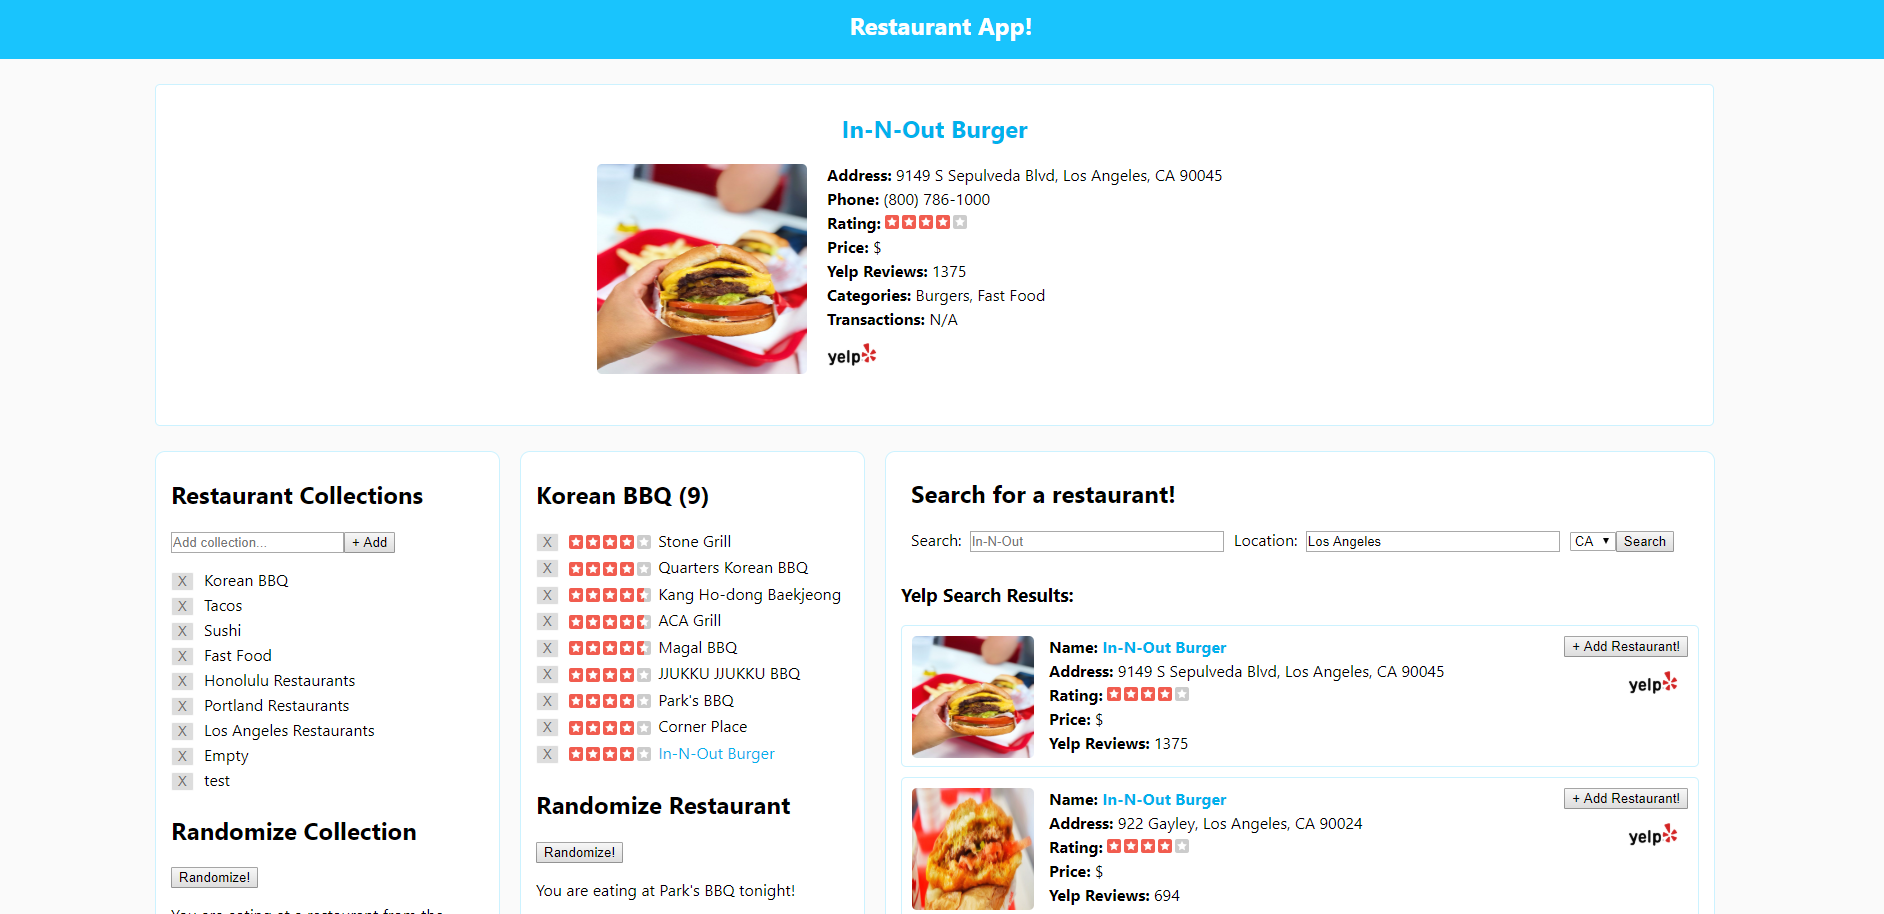 Restaurant App!
In-N-Out Burger
Address: 9149 S Sepulveda Blvd, Los Angeles, CA 90045
Phone: (800) 786-1000
Rating:
Price: $
Yelp Reviews: 1375
Categories: Burgers, Fast Food
Transactions: N/A
yelp
Restaurant Collections
Add collection... + Add
X Korean BBQ
X Tacos
X Sushi
X Fast Food
X Honolulu Restaurants
X Portland Restaurants
X Los Angeles Restaurants
X Empty
X test
Randomize Collection
Randomize!
You are eating at a restaurant from the
Korean BBQ (9)
X Stone Grill
X Quarters Korean BBQ
X Kang Ho-dong Baekjeong
X ACA Grill
X Magal BBQ
X JJUKKU JJUKKU BBQ
X Park's BBQ
X Corner Place
X In-N-Out Burger
Randomize Restaurant
Randomize!
You are eating at Park's BBQ tonight!
Search for a restaurant!
Search: In-N-Out Location: Los Angeles CA Search
Yelp Search Results:
Name: In-N-Out Burger
+ Add Restaurant!
Address: 9149 S Sepulveda Blvd, Los Angeles, CA 90045
yelp
Rating:
Price: $
Yelp Reviews: 1375
Name: In-N-Out Burger
+ Add Restaurant!
Address: 922 Gayley, Los Angeles, CA 90024
yelp
Rating:
Price: $
Yelp Reviews: 694